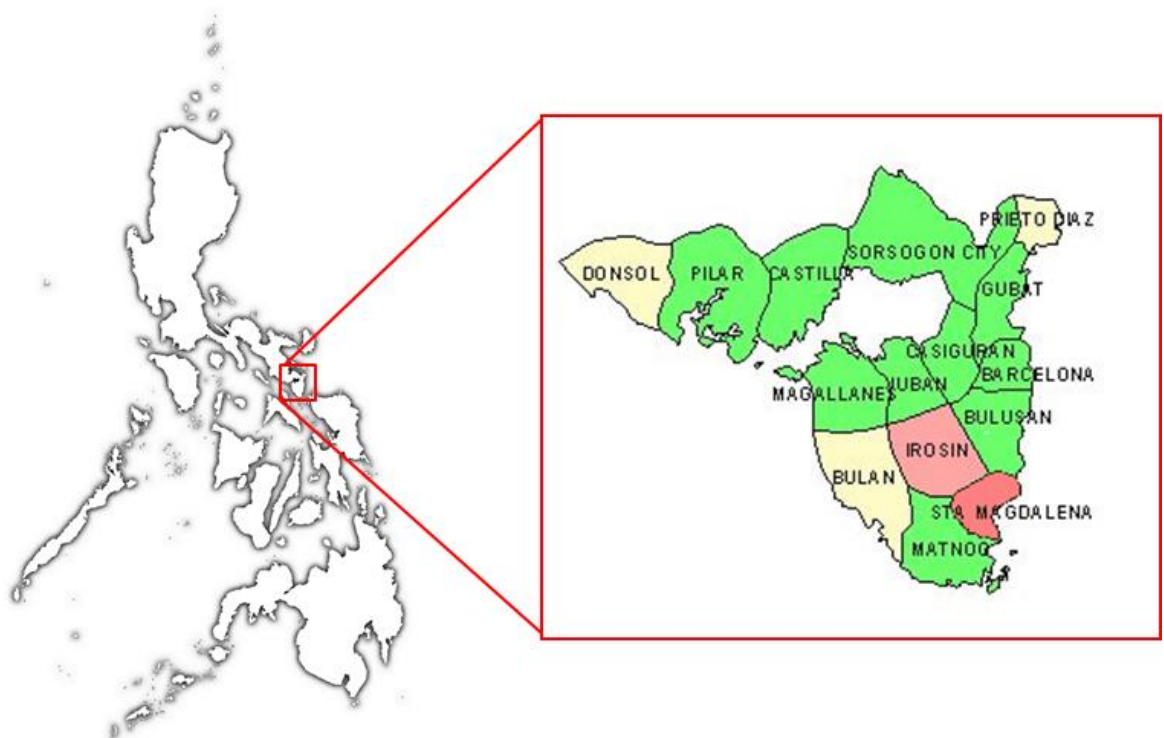 PRIETO DIAZ
SORSOGON CITY
DONSOL
PILAR
CASTILLA
GUBAT
CASIGURAN
BARCELONA
MAGALLANES
JUBAN
BULUSAN
IROSIN
BULAN
STA MAGDALENA
MATNOG